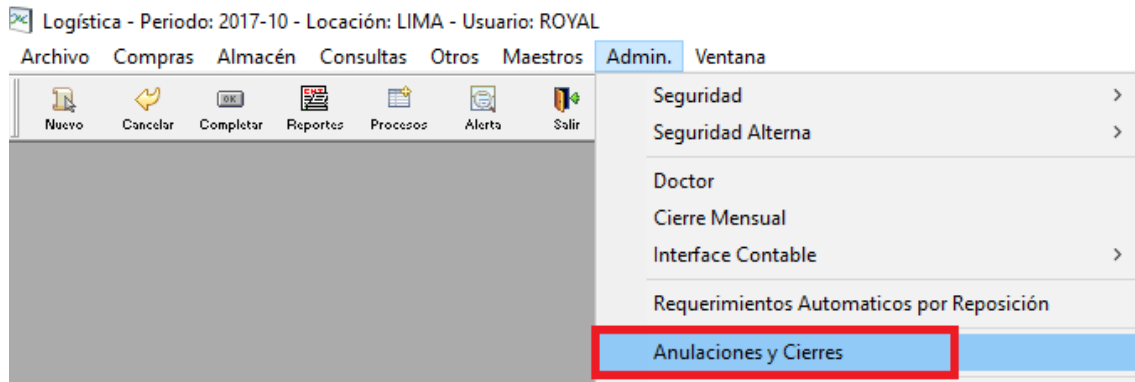 Logística - Periodo: 2017-10 - Locación: LIMA - Usuario: ROYAL
Archivo Compras Almacén Consultas Otros Maestros Admin. Ventana
Nuevo Cancelar Completar Reportes Procesos Alerta Salir
Seguridad
Seguridad Alterna
Doctor
Cierre Mensual
Interface Contable
Requerimientos Automaticos por Reposición
Anulaciones y Cierres